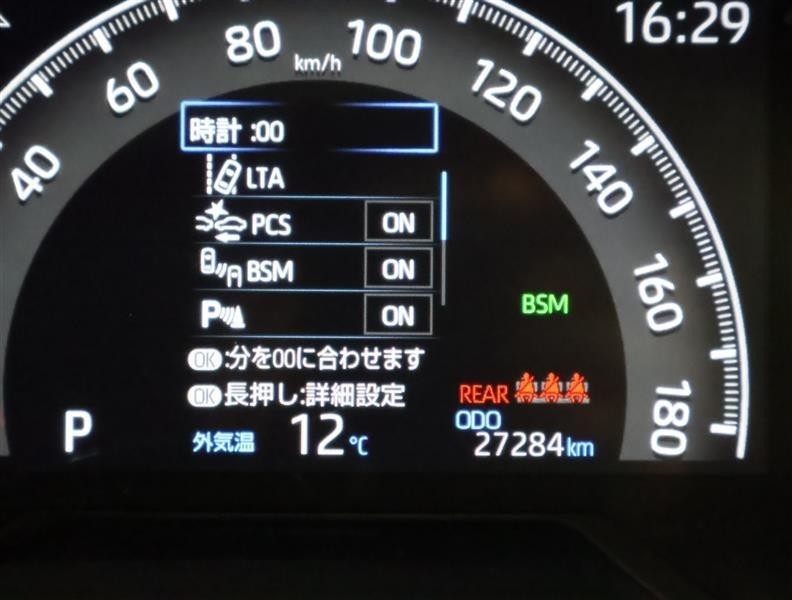 16:29
40
60
80
km/h
100
120
140
160
180
時計 :00
LTA
PCS ON
BSM ON
P ON
BSM
OK :分を00に合わせます
OK 長押し:詳細設定
REAR
P
外気温 12℃
ODO
27284km